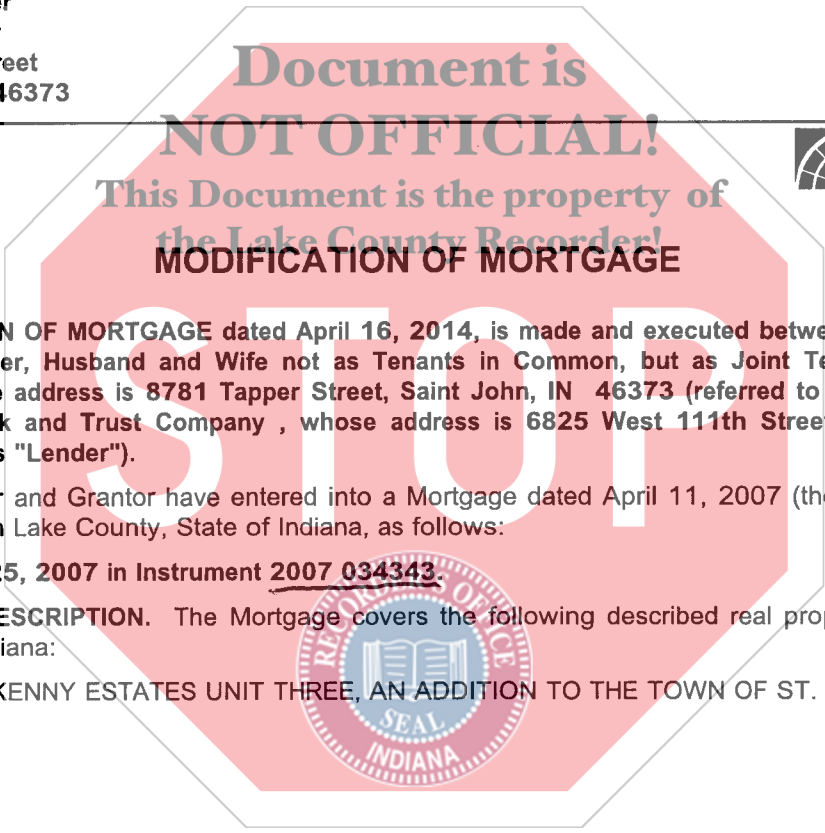 er
reet
46373
Document is
NOT OFFICIAL!
This Document is the property of
the Lake County Recorder!
MODIFICATION OF MORTGAGE
N OF MORTGAGE dated April 16, 2014, is made and executed betwe
er, Husband and Wife not as Tenants in Common, but as Joint Te
e address is 8781 Tapper Street, Saint John, IN 46373 (referred to
k and Trust Company , whose address is 6825 West 111th Street
s "Lender").
r and Grantor have entered into a Mortgage dated April 11, 2007 (the
n Lake County, State of Indiana, as follows:
25, 2007 in Instrument 2007 034343.
ESCRIPTION. The Mortgage covers the following described real prop
iana:
KENNY ESTATES UNIT THREE, AN ADDITION TO THE TOWN OF ST.
STOP
RECORDER'S OFFICE
SEAL
INDIANA